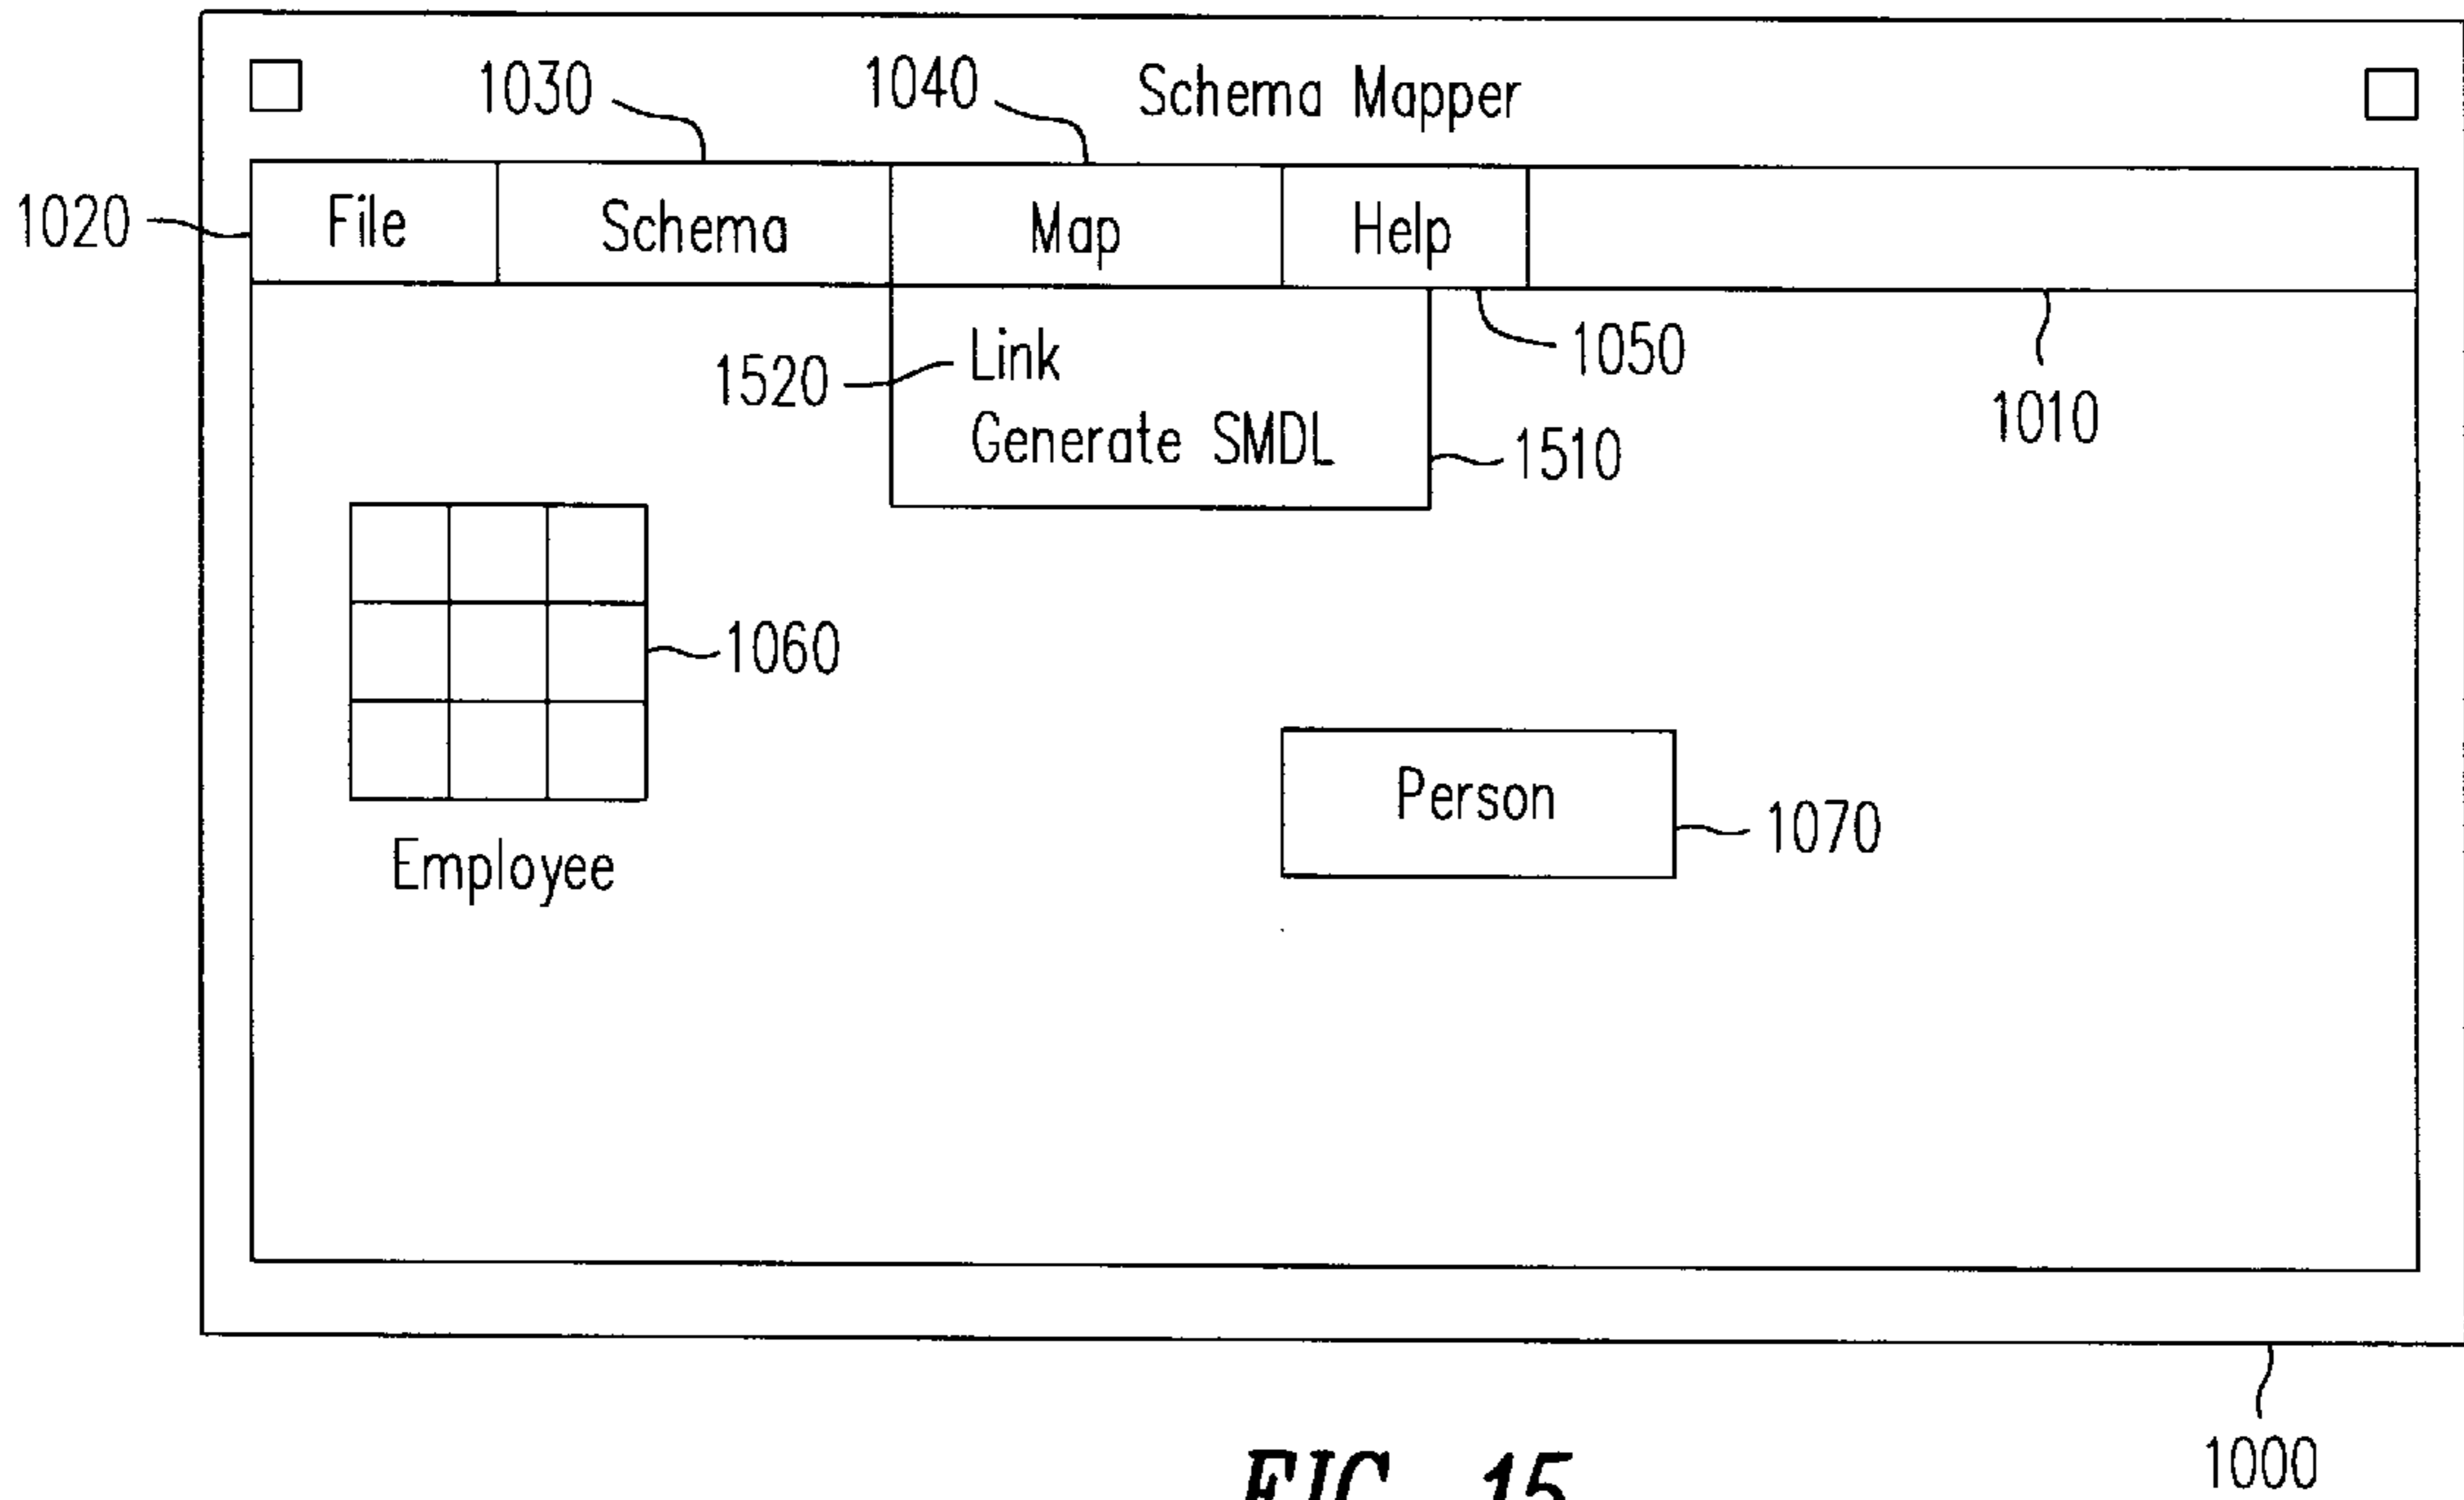 1030 1040 Schema Mapper
1020 File Schema Map Help
1520 Link 1050
Generate SMDL 1510 1010
1060
Employee
Person 1070
1000
FIG. 15